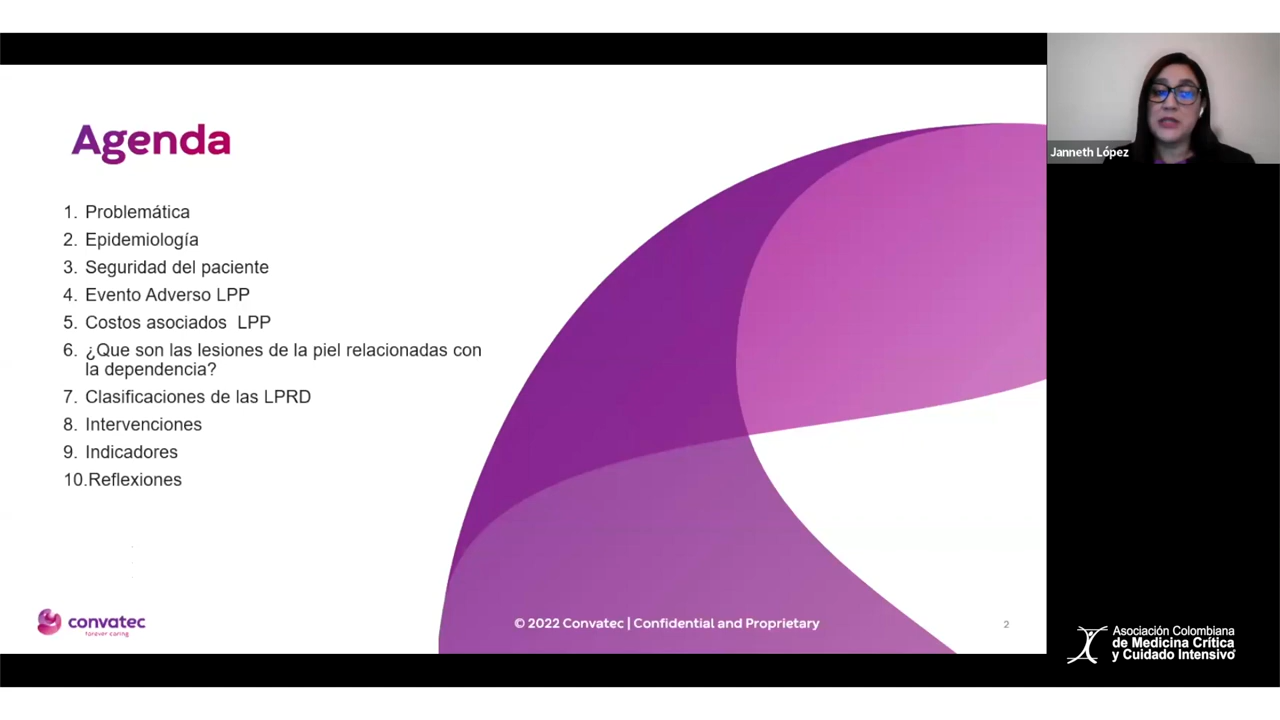 Agenda
1. Problemática
2. Epidemiología
3. Seguridad del paciente
4. Evento Adverso LPP
5. Costos asociados  LPP
6. ¿Que son las lesiones de la piel relacionadas con
la dependencia?
7. Clasificaciones de las LPRD
8. Intervenciones
9. Indicadores
10.Reflexiones
convatec
forever caring
© 2022 Convatec | Confidential and Proprietary
2
Janneth López
Asociación Colombiana
de Medicina Crítica
y Cuidado Intensivo